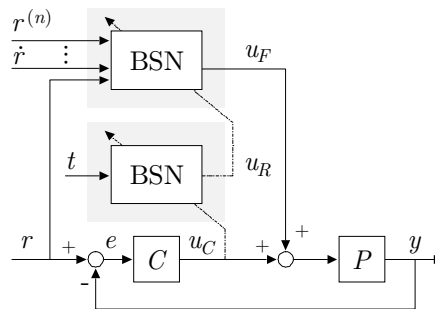 r^{(n)}
ṙ ⋮ ⋮ BSN u_F
t BSN u_R
+
r + e C u_C + P y
-